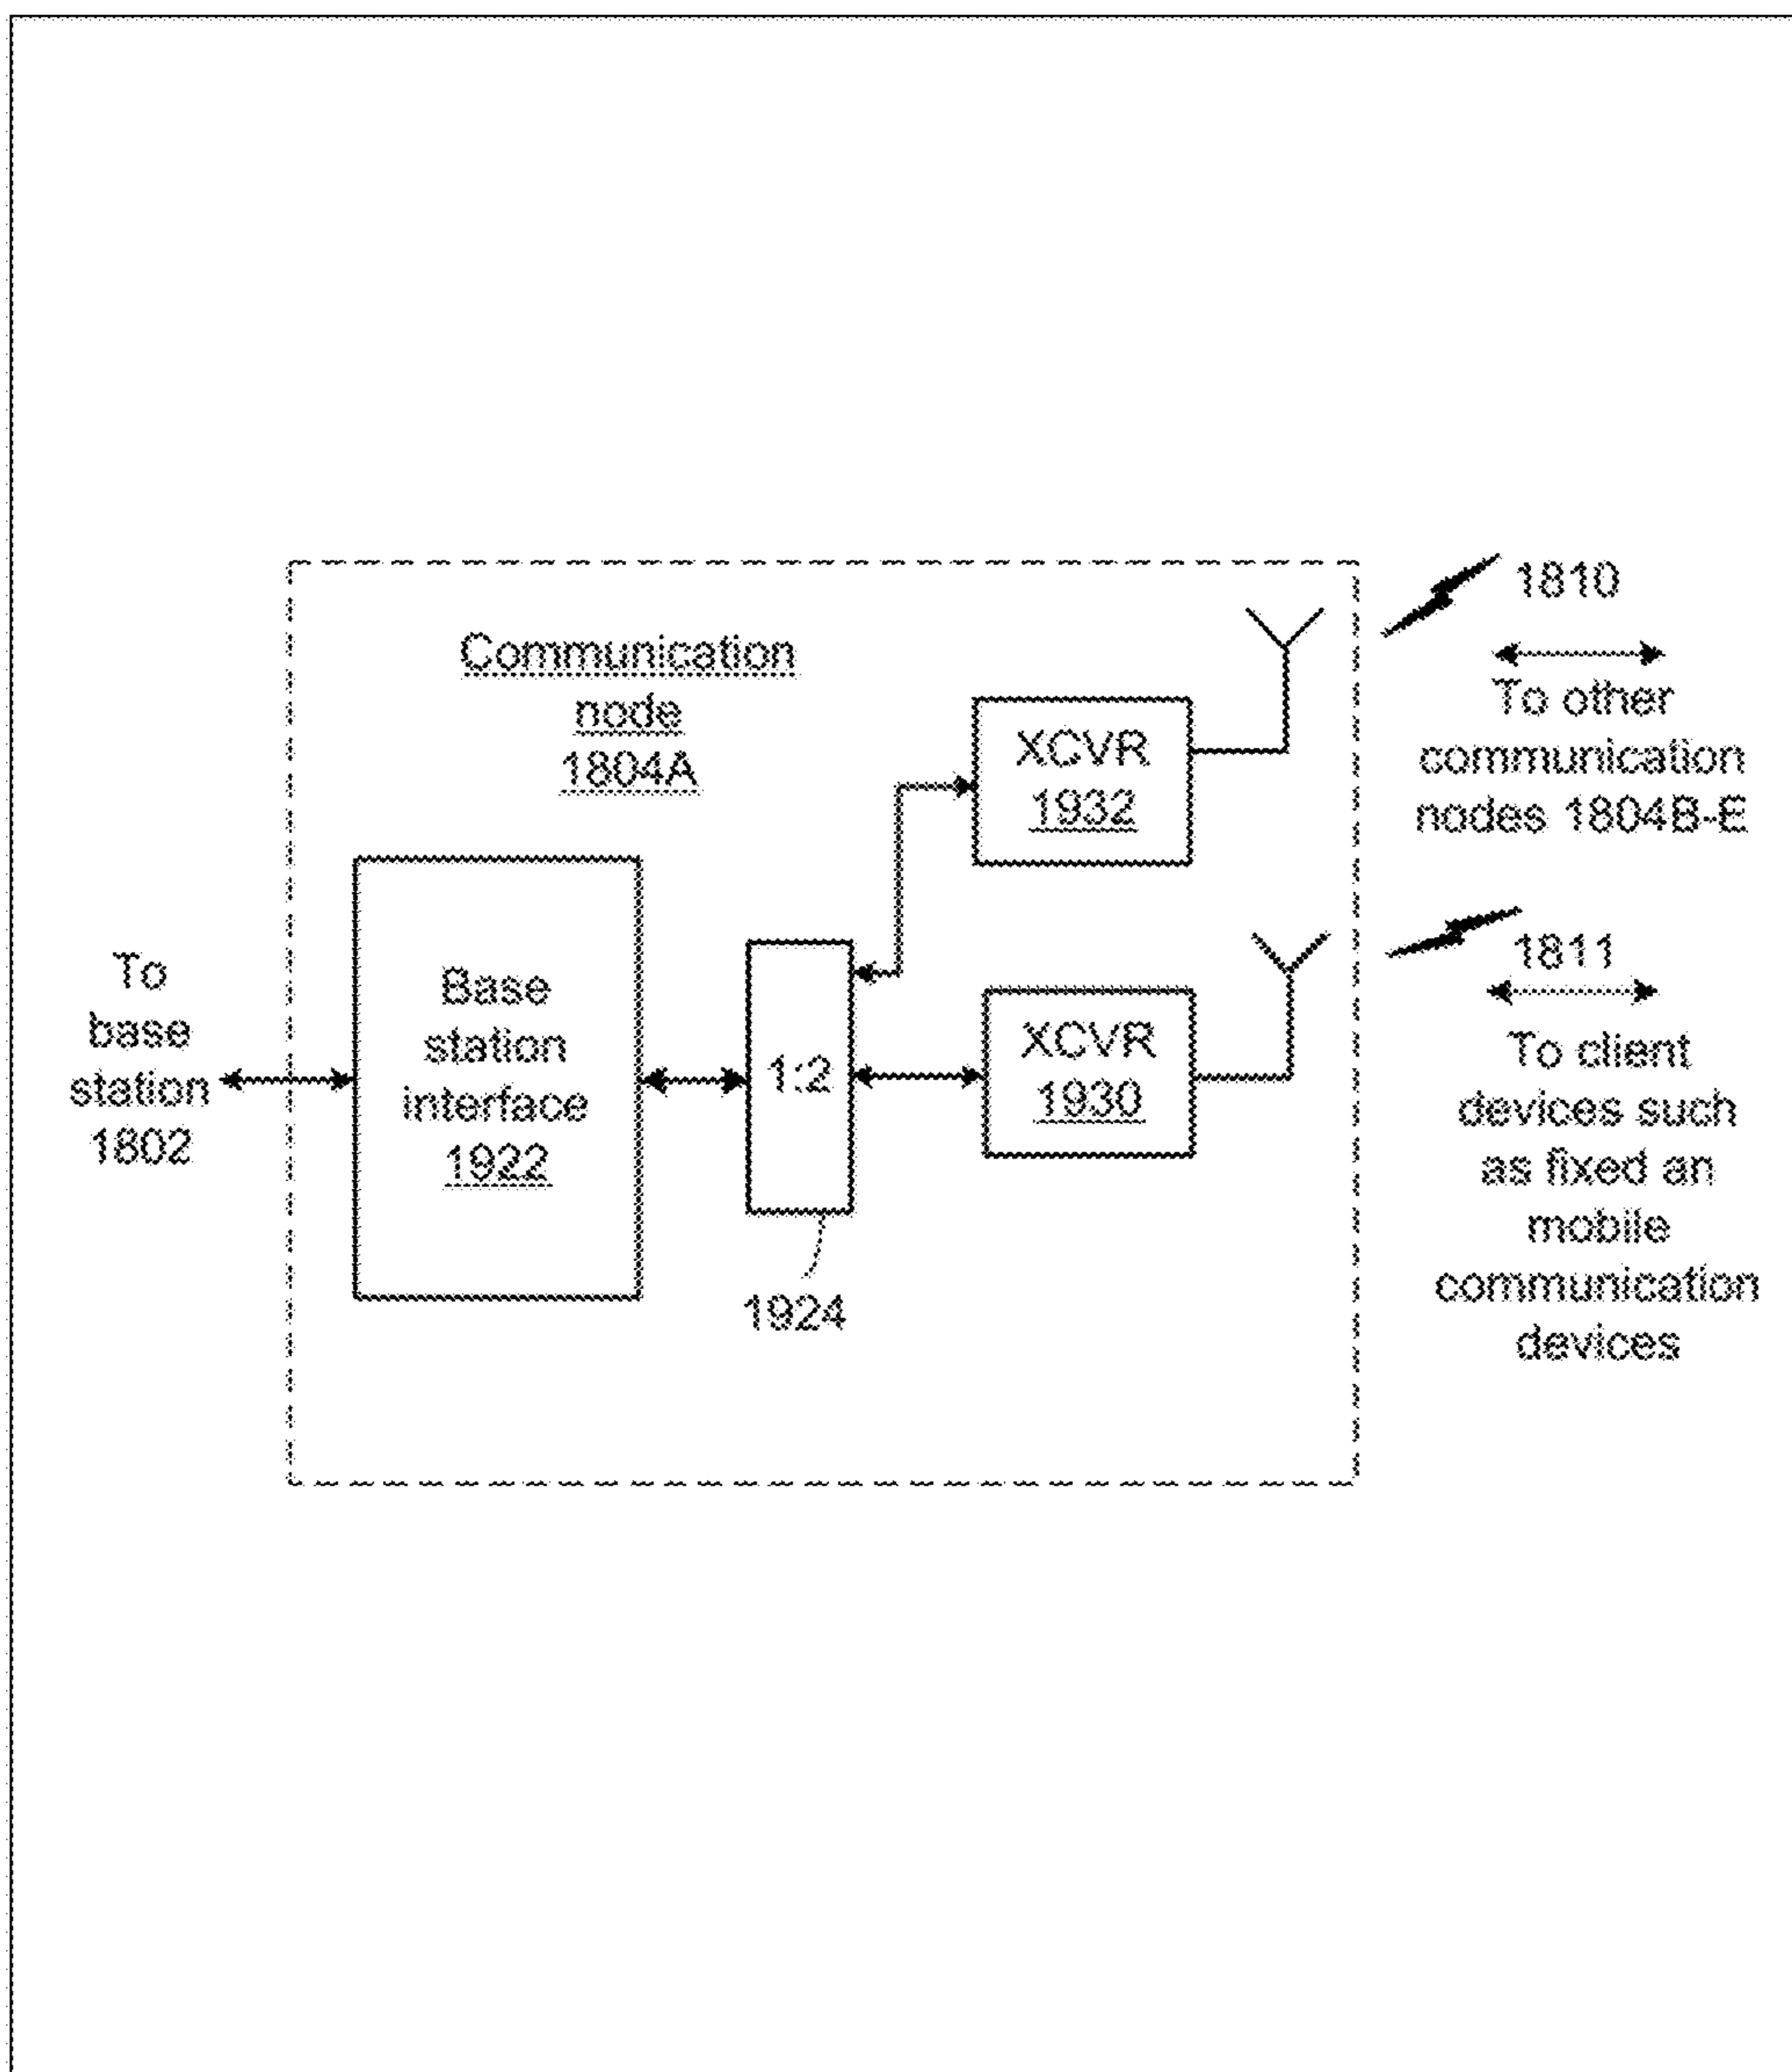 Communication
node
1804A
To
base
station
1802
Base
station
interface
1922
1:2
1924
XCVR
1932
XCVR
1930
1810
To other
communication
nodes 1804B-E
1811
To client
devices such
as fixed an
mobile
communication
devices